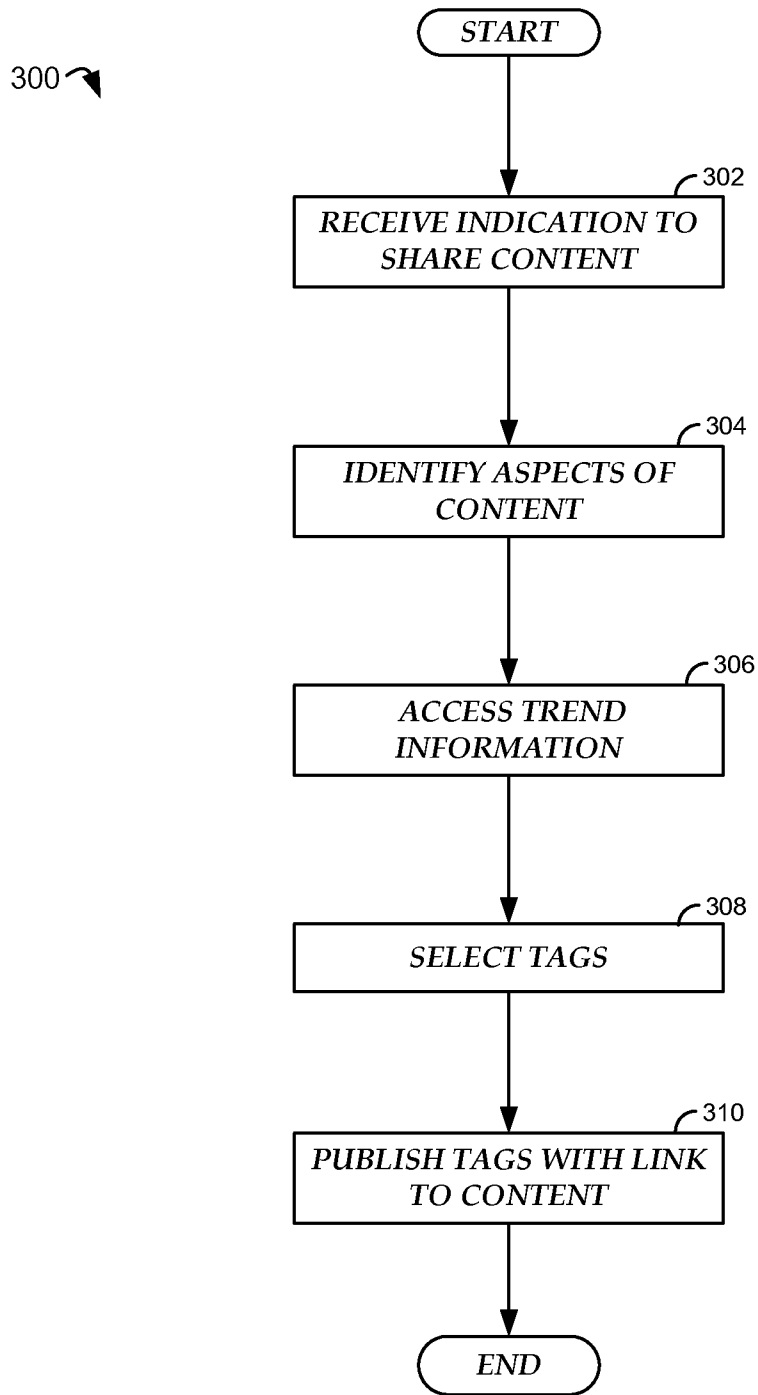 START
300
302
RECEIVE INDICATION TO
SHARE CONTENT
304
IDENTIFY ASPECTS OF
CONTENT
306
ACCESS TREND
INFORMATION
308
SELECT TAGS
310
PUBLISH TAGS WITH LINK
TO CONTENT
END